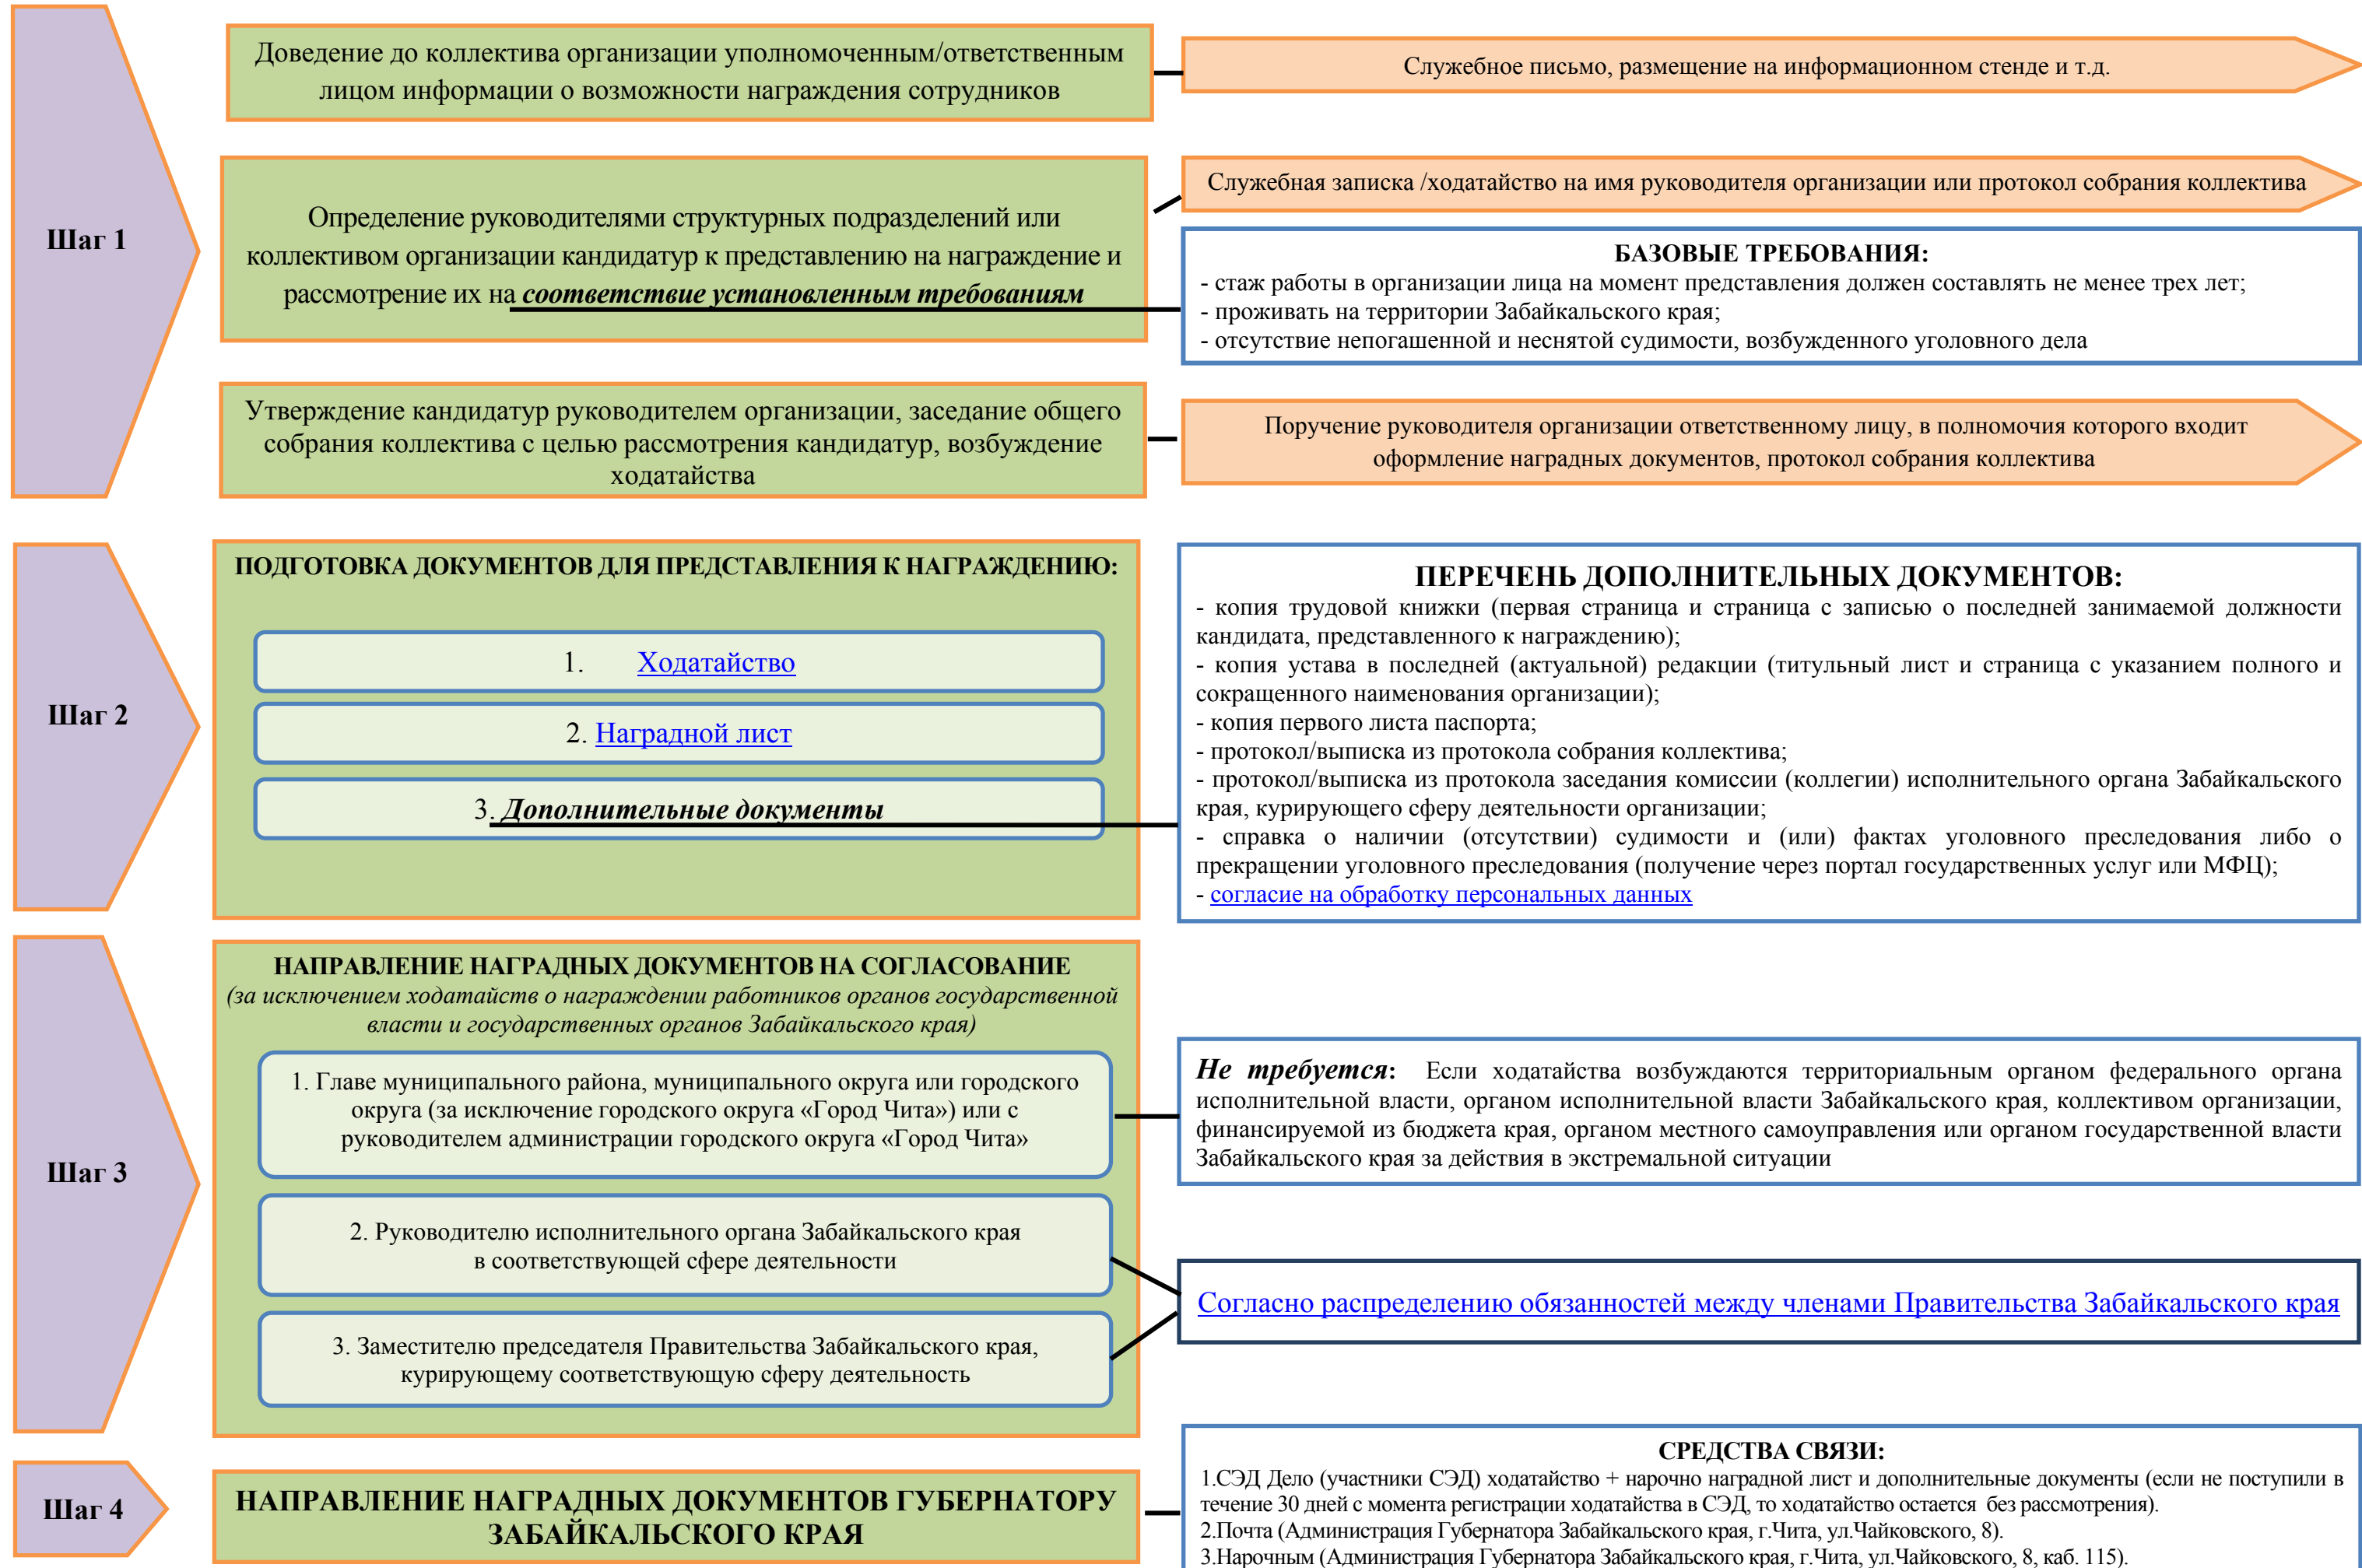 Шаг 1
Доведение до коллектива организации уполномоченным/ответственным
лицом информации о возможности награждения сотрудников
Служебное письмо, размещение на информационном стенде и т.д.
Определение руководителями структурных подразделений или
коллективом организации кандидатур к представлению на награждение и
рассмотрение их на соответствие установленным требованиям
Служебная записка /ходатайство на имя руководителя организации или протокол собрания коллектива
БАЗОВЫЕ ТРЕБОВАНИЯ:
- стаж работы в организации лица на момент представления должен составлять не менее трех лет;
- проживать на территории Забайкальского края;
- отсутствие непогашенной и неснятой судимости, возбужденного уголовного дела
Утверждение кандидатур руководителем организации, заседание общего
собрания коллектива с целью рассмотрения кандидатур, возбуждение
ходатайства
Поручение руководителя организации ответственному лицу, в полномочия которого входит
оформление наградных документов, протокол собрания коллектива
Шаг 2
ПОДГОТОВКА ДОКУМЕНТОВ ДЛЯ ПРЕДСТАВЛЕНИЯ К НАГРАЖДЕНИЮ:
1. Ходатайство
2. Наградной лист
3. Дополнительные документы
ПЕРЕЧЕНЬ ДОПОЛНИТЕЛЬНЫХ ДОКУМЕНТОВ:
- копия трудовой книжки (первая страница и страница с записью о последней занимаемой должности
кандидата, представленного к награждению);
- копия устава в последней (актуальной) редакции (титульный лист и страница с указанием полного и
сокращенного наименования организации);
- копия первого листа паспорта;
- протокол/выписка из протокола собрания коллектива;
- протокол/выписка из протокола заседания комиссии (коллегии) исполнительного органа Забайкальского
края, курирующего сферу деятельности организации;
- справка о наличии (отсутствии) судимости и (или) фактах уголовного преследования либо о
прекращении уголовного преследования (получение через портал государственных услуг или МФЦ);
- согласие на обработку персональных данных
Шаг 3
НАПРАВЛЕНИЕ НАГРАДНЫХ ДОКУМЕНТОВ НА СОГЛАСОВАНИЕ
(за исключением ходатайств о награждении работников органов государственной
власти и государственных органов Забайкальского края)
1. Главе муниципального района, муниципального округа или городского
округа (за исключение городского округа «Город Чита») или с
руководителем администрации городского округа «Город Чита»
Не требуется: Если ходатайства возбуждаются территориальным органом федерального органа
исполнительной власти, органом исполнительной власти Забайкальского края, коллективом организации,
финансируемой из бюджета края, органом местного самоуправления или органом государственной власти
Забайкальского края за действия в экстремальной ситуации
2. Руководителю исполнительного органа Забайкальского края
в соответствующей сфере деятельности
3. Заместителю председателя Правительства Забайкальского края,
курирующему соответствующую сферу деятельность
Согласно распределению обязанностей между членами Правительства Забайкальского края
Шаг 4
НАПРАВЛЕНИЕ НАГРАДНЫХ ДОКУМЕНТОВ ГУБЕРНАТОРУ
ЗАБАЙКАЛЬСКОГО КРАЯ
СРЕДСТВА СВЯЗИ:
1.СЭД Дело (участники СЭД) ходатайство + нарочно наградной лист и дополнительные документы (если не поступили в
течение 30 дней с момента регистрации ходатайства в СЭД, то ходатайство остается без рассмотрения).
2.Почта (Администрация Губернатора Забайкальского края, г.Чита, ул.Чайковского, 8).
3.Нарочным (Администрация Губернатора Забайкальского края, г.Чита, ул.Чайковского, 8, каб. 115).